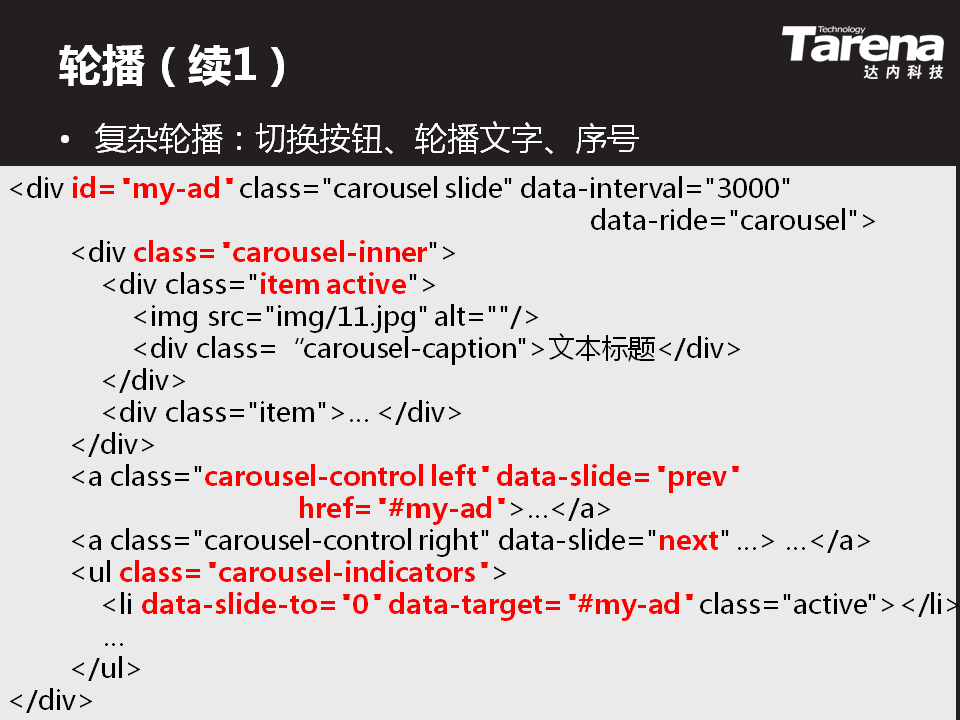 轮播（续1）
Technology
Tarena
达内科技
• 复杂轮播：切换按钮、轮播文字、序号
<div id="my-ad" class="carousel slide" data-interval="3000"
data-ride="carousel">
<div class="carousel-inner">
<div class="item active">
<img src="img/11.jpg" alt=""/>
<div class=“carousel-caption">文本标题</div>
</div>
<div class="item">... </div>
</div>
<a class="carousel-control left" data-slide="prev"
href="#my-ad">...</a>
<a class="carousel-control right" data-slide="next" ...> ...</a>
<ul class="carousel-indicators">
<li data-slide-to="0" data-target="#my-ad" class="active"></li>
...
</ul>
</div>